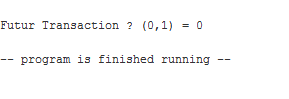 Futur Transaction ? (0,1) = 0
-- program is finished running --